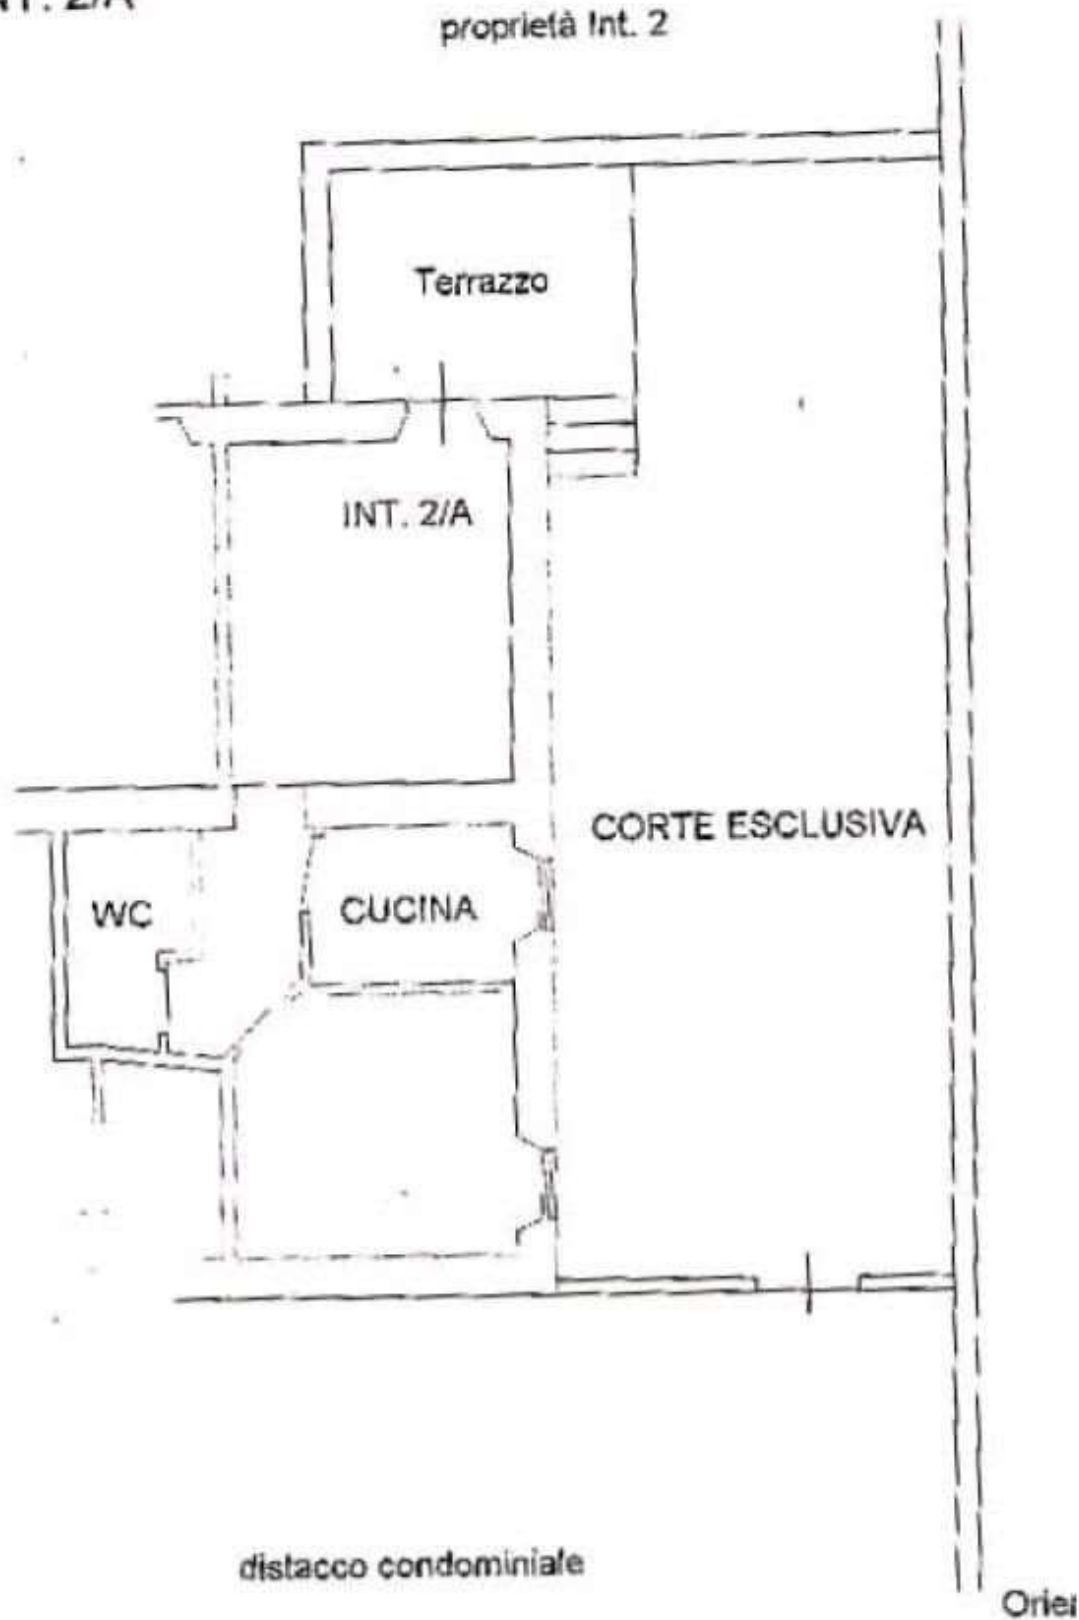 proprietà Int. 2
Terrazzo
INT. 2/A
CORTE ESCLUSIVA
WC
CUCINA
distacco condominiale